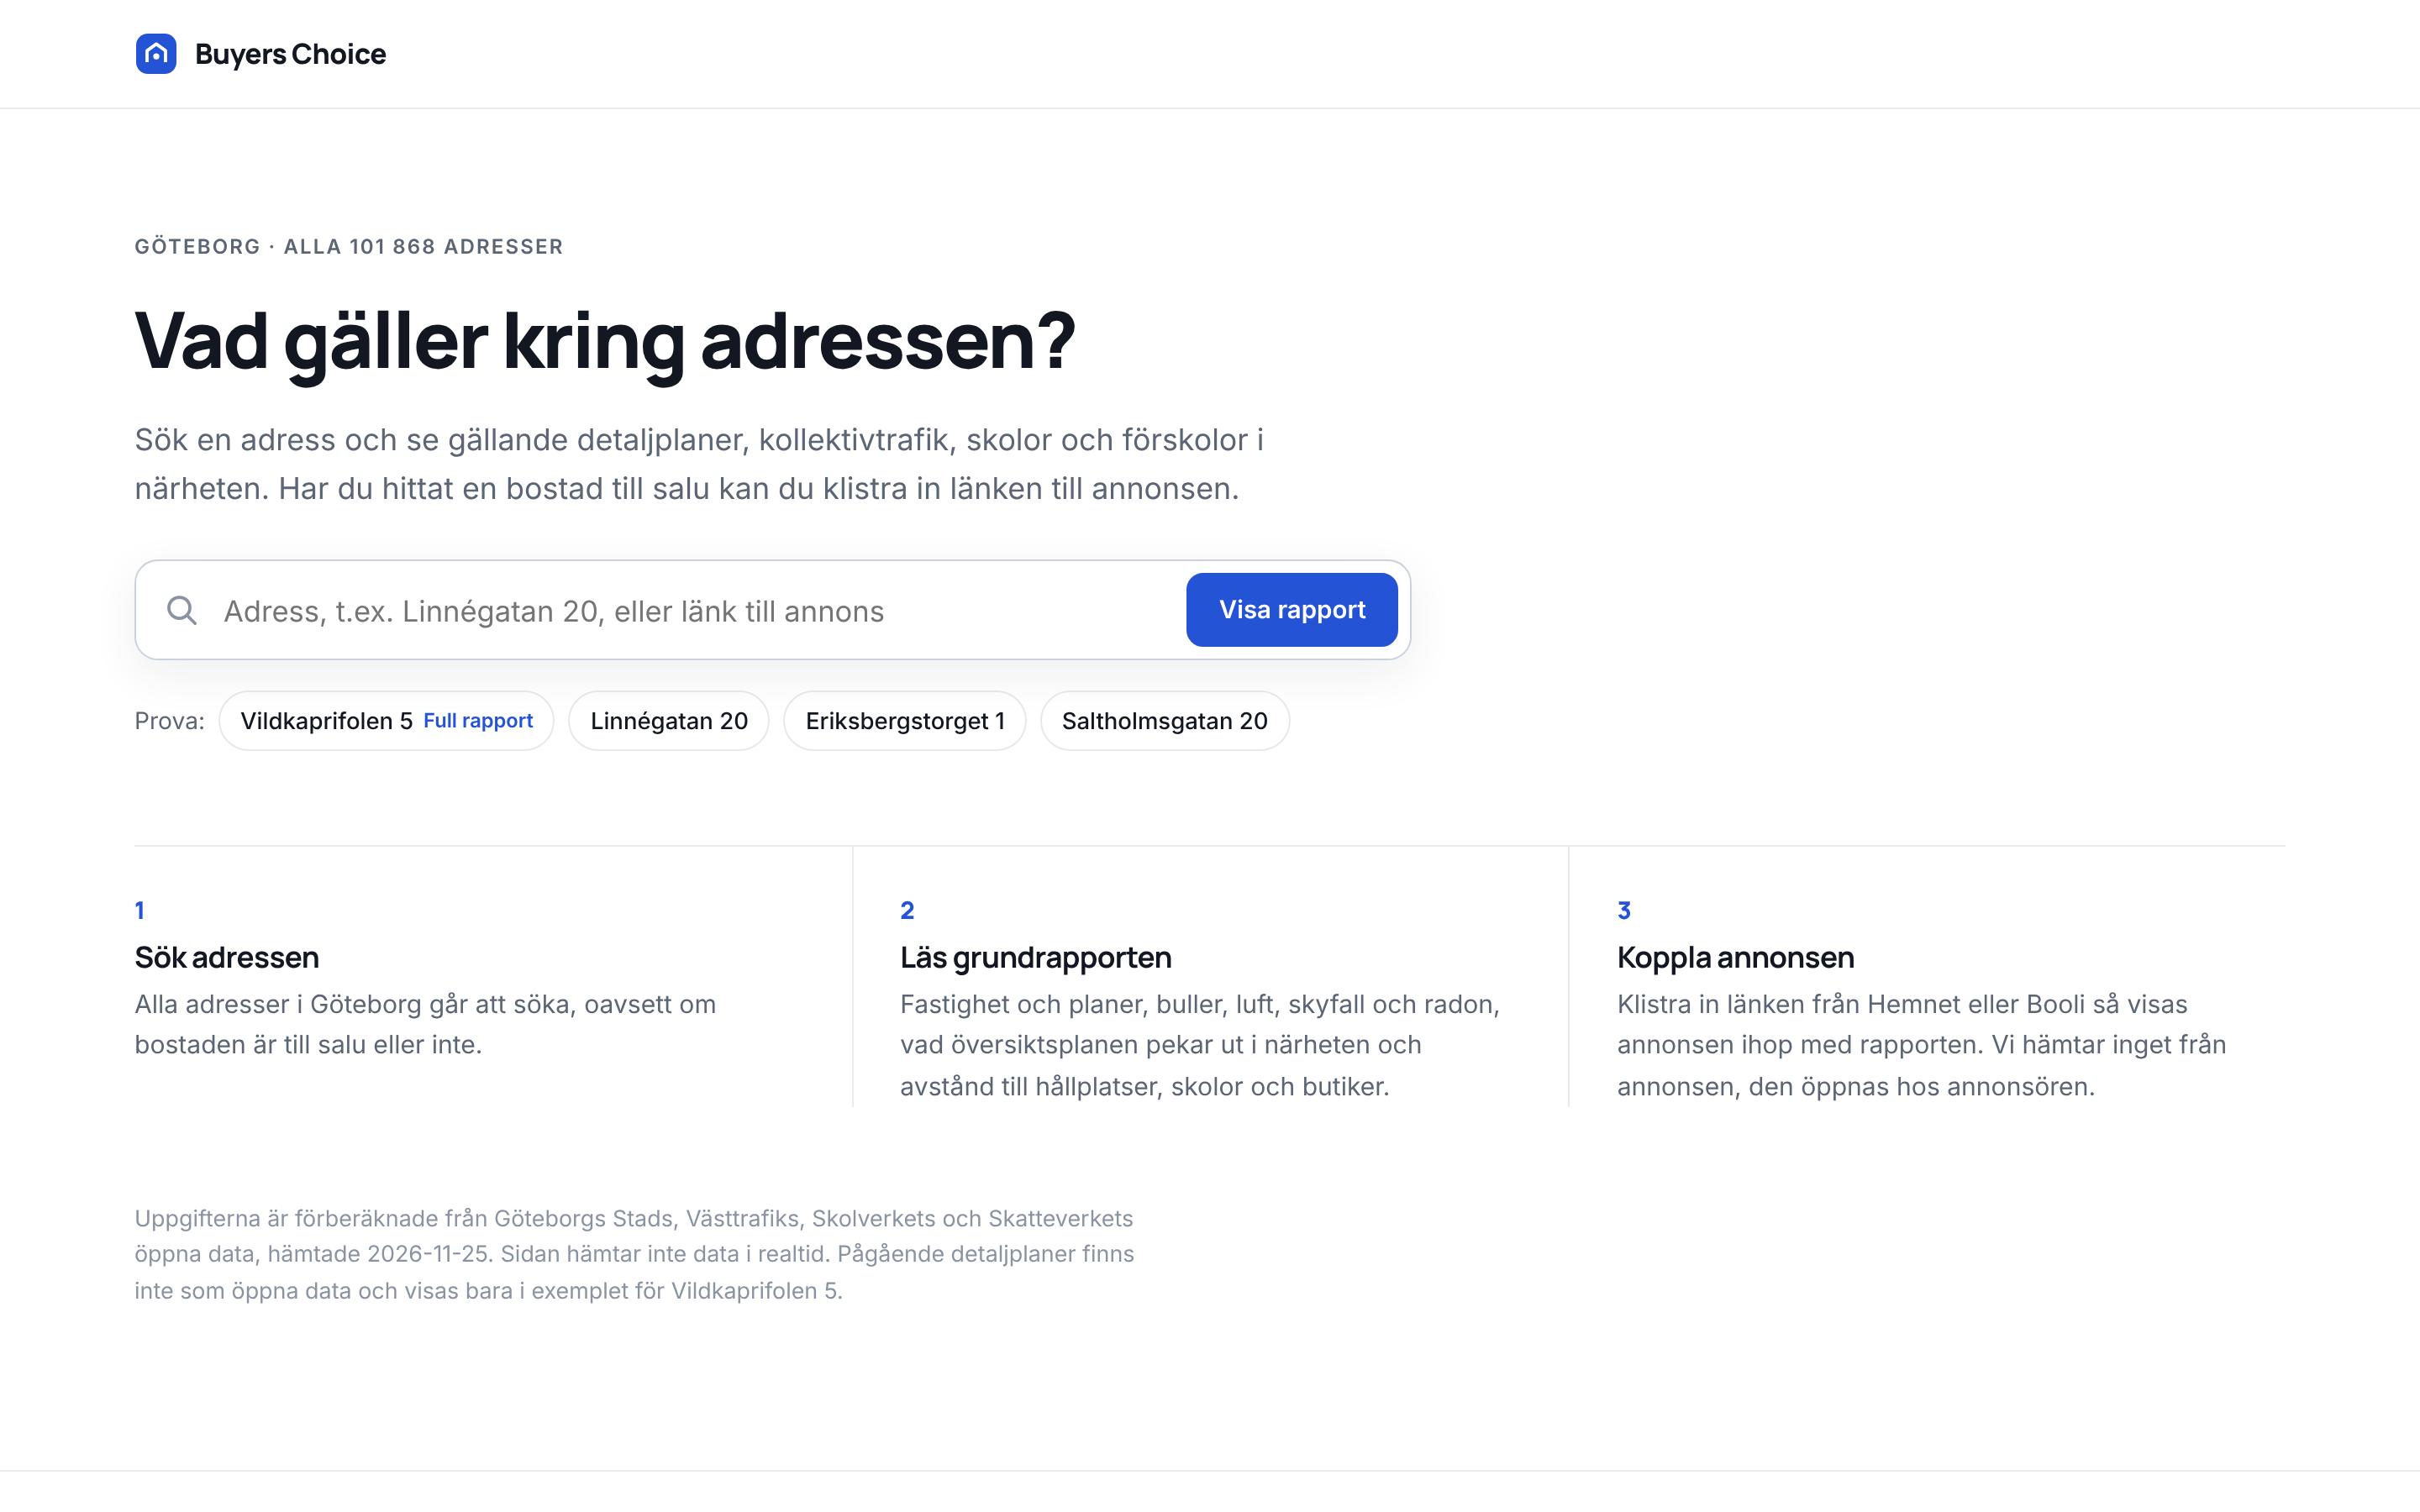 Buyers Choice
GÖTEBORG · ALLA 101 868 ADRESSER
Vad gäller kring adressen?
Sök en adress och se gällande detaljplaner, kollektivtrafik, skolor och förskolor i
närheten. Har du hittat en bostad till salu kan du klistra in länken till annonsen.
Adress, t.ex. Linnégatan 20, eller länk till annons
Visa rapport
Prova: Vildkaprifolen 5 Full rapport Linnégatan 20 Eriksbergstorget 1 Saltholmsgatan 20
1
Sök adressen
Alla adresser i Göteborg går att söka, oavsett om
bostaden är till salu eller inte.
2
Läs grundrapporten
Fastighet och planer, buller, luft, skyfall och radon,
vad översiktsplanen pekar ut i närheten och
avstånd till hållplatser, skolor och butiker.
3
Koppla annonsen
Klistra in länken från Hemnet eller Booli så visas
annonsen ihop med rapporten. Vi hämtar inget från
annonsen, den öppnas hos annonsören.
Uppgifterna är förberäknade från Göteborgs Stads, Västtrafiks, Skolverkets och Skatteverkets
öppna data, hämtade 2026-11-25. Sidan hämtar inte data i realtid. Pågående detaljplaner finns
inte som öppna data och visas bara i exemplet för Vildkaprifolen 5.